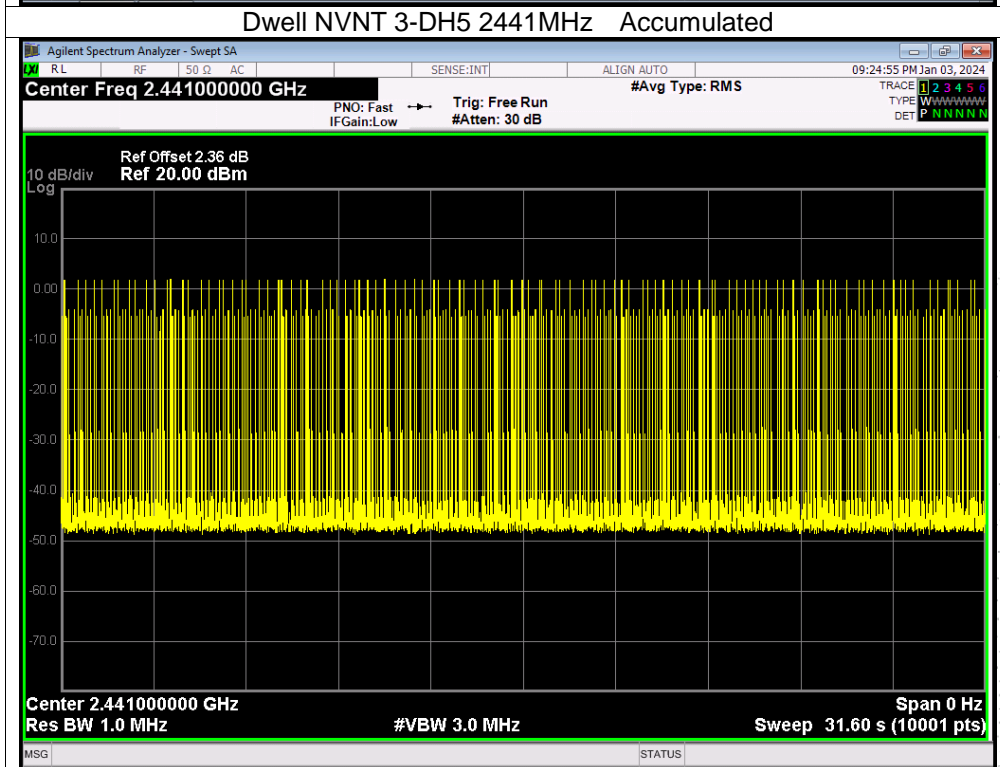 Dwell NVNT 3-DH5 2441MHz Accumulated
Agilent Spectrum Analyzer - Swept SA
LXI RL RF 50 Ω AC SENSE:INT ALIGN AUTO 09:24:55 PM Jan 03, 2024
Center Freq 2.441000000 GHz #Avg Type: RMS TRACE 1 2 3 4 5 6
PNO: Fast Trig: Free Run TYPE WWWWWW
IFGain:Low #Atten: 30 dB DET P N N N N N
Ref Offset 2.36 dB
10 dB/div Ref 20.00 dBm
Log
10.0
0.00
-10.0
-20.0
-30.0
-40.0
-50.0
-60.0
-70.0
Center 2.441000000 GHz Span 0 Hz
Res BW 1.0 MHz #VBW 3.0 MHz Sweep 31.60 s (10001 pts)
MSG STATUS